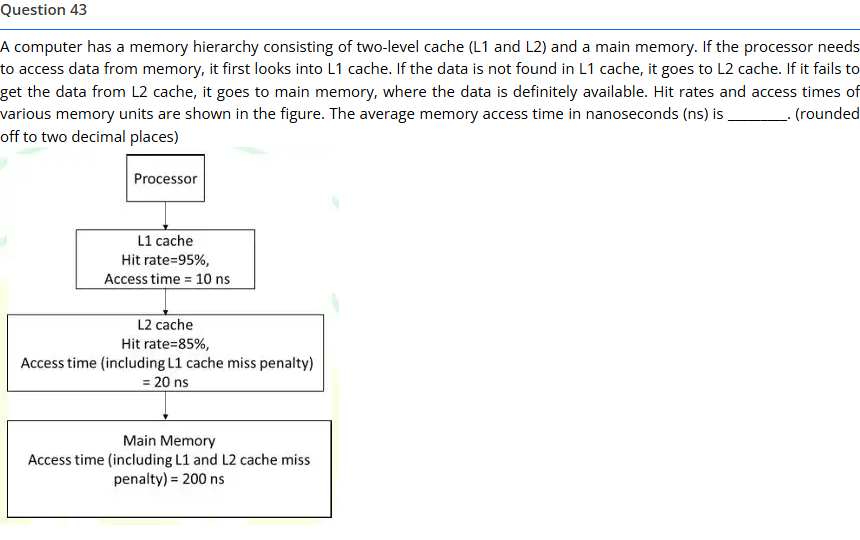 Question 43
A computer has a memory hierarchy consisting of two-level cache (L1 and L2) and a main memory. If the processor needs
to access data from memory, it first looks into L1 cache. If the data is not found in L1 cache, it goes to L2 cache. If it fails to
get the data from L2 cache, it goes to main memory, where the data is definitely available. Hit rates and access times of
various memory units are shown in the figure. The average memory access time in nanoseconds (ns) is ________. (rounded
off to two decimal places)
Processor
L1 cache
Hit rate=95%,
Access time = 10 ns
L2 cache
Hit rate=85%,
Access time (including L1 cache miss penalty)
= 20 ns
Main Memory
Access time (including L1 and L2 cache miss
penalty) = 200 ns